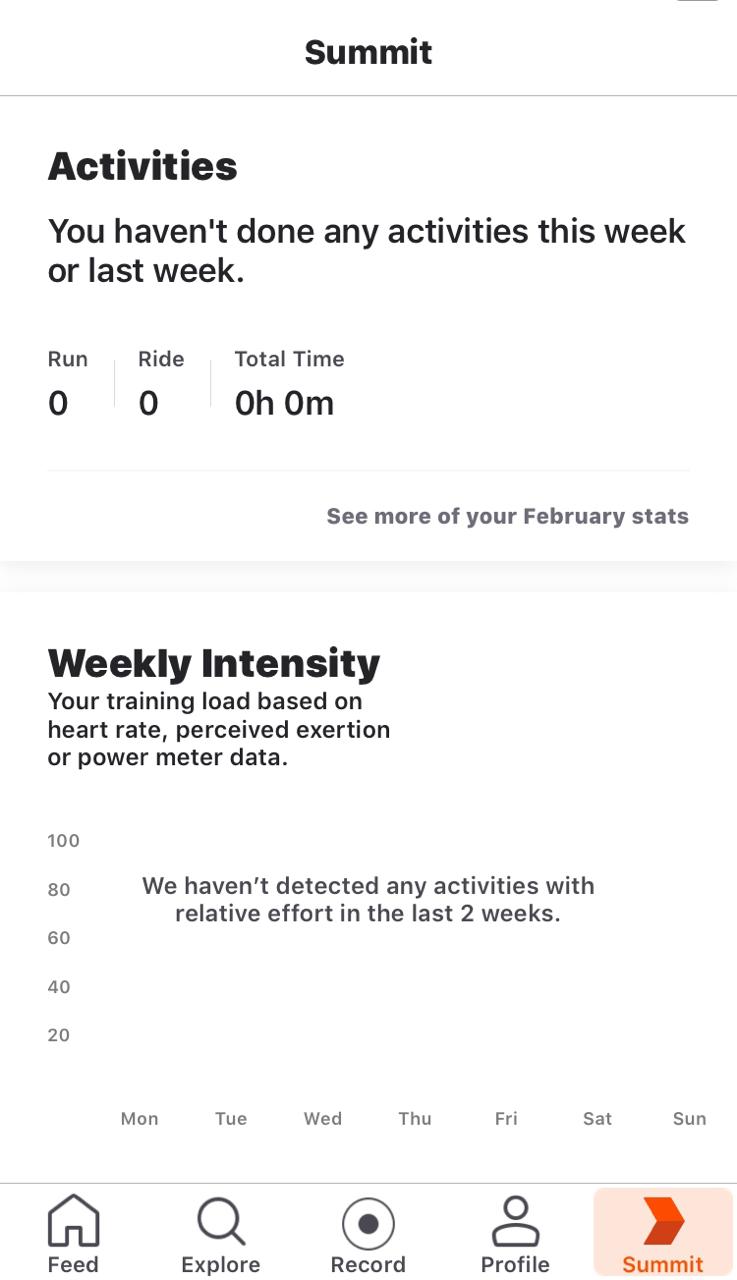 Summit
Activities
You haven't done any activities this week
or last week.
Run
Ride
Total Time
0
0
0h 0m
See more of your February stats
Weekly Intensity
Your training load based on
heart rate, perceived exertion
or power meter data.
100
80
We haven’t detected any activities with
relative effort in the last 2 weeks.
60
40
20
Mon
Tue
Wed
Thu
Fri
Sat
Sun
Feed
Explore
Record
Profile
Summit